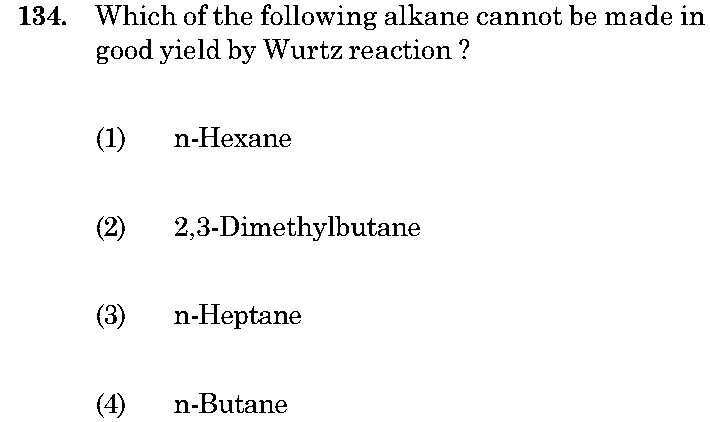 134. Which of the following alkane cannot be made in
good yield by Wurtz reaction ?
(1) n-Hexane
(2) 2,3-Dimethylbutane
(3) n-Heptane
(4) n-Butane